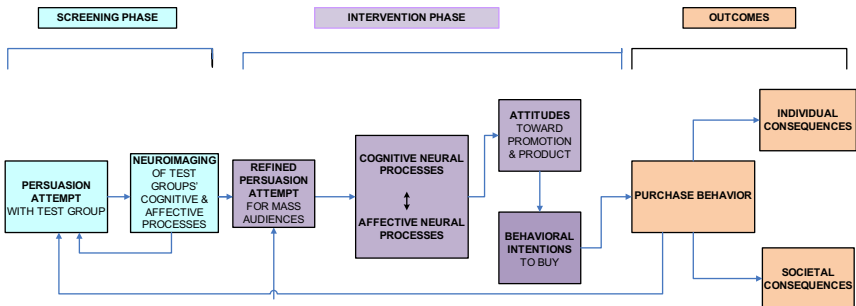 SCREENING PHASE
INTERVENTION PHASE
OUTCOMES
PERSUASION
ATTEMPT
WITH TEST GROUP
NEUROIMAGING
OF TEST
GROUPS'
COGNITIVE &
AFFECTIVE
PROCESSES
REFINED
PERSUASION
ATTEMPT
FOR MASS
AUDIENCES
COGNITIVE NEURAL
PROCESSES
AFFECTIVE NEURAL
PROCESSES
ATTITUDES
TOWARD
PROMOTION
& PRODUCT
BEHAVIORAL
INTENTIONS
TO BUY
PURCHASE BEHAVIOR
INDIVIDUAL
CONSEQUENCES
SOCIETAL
CONSEQUENCES